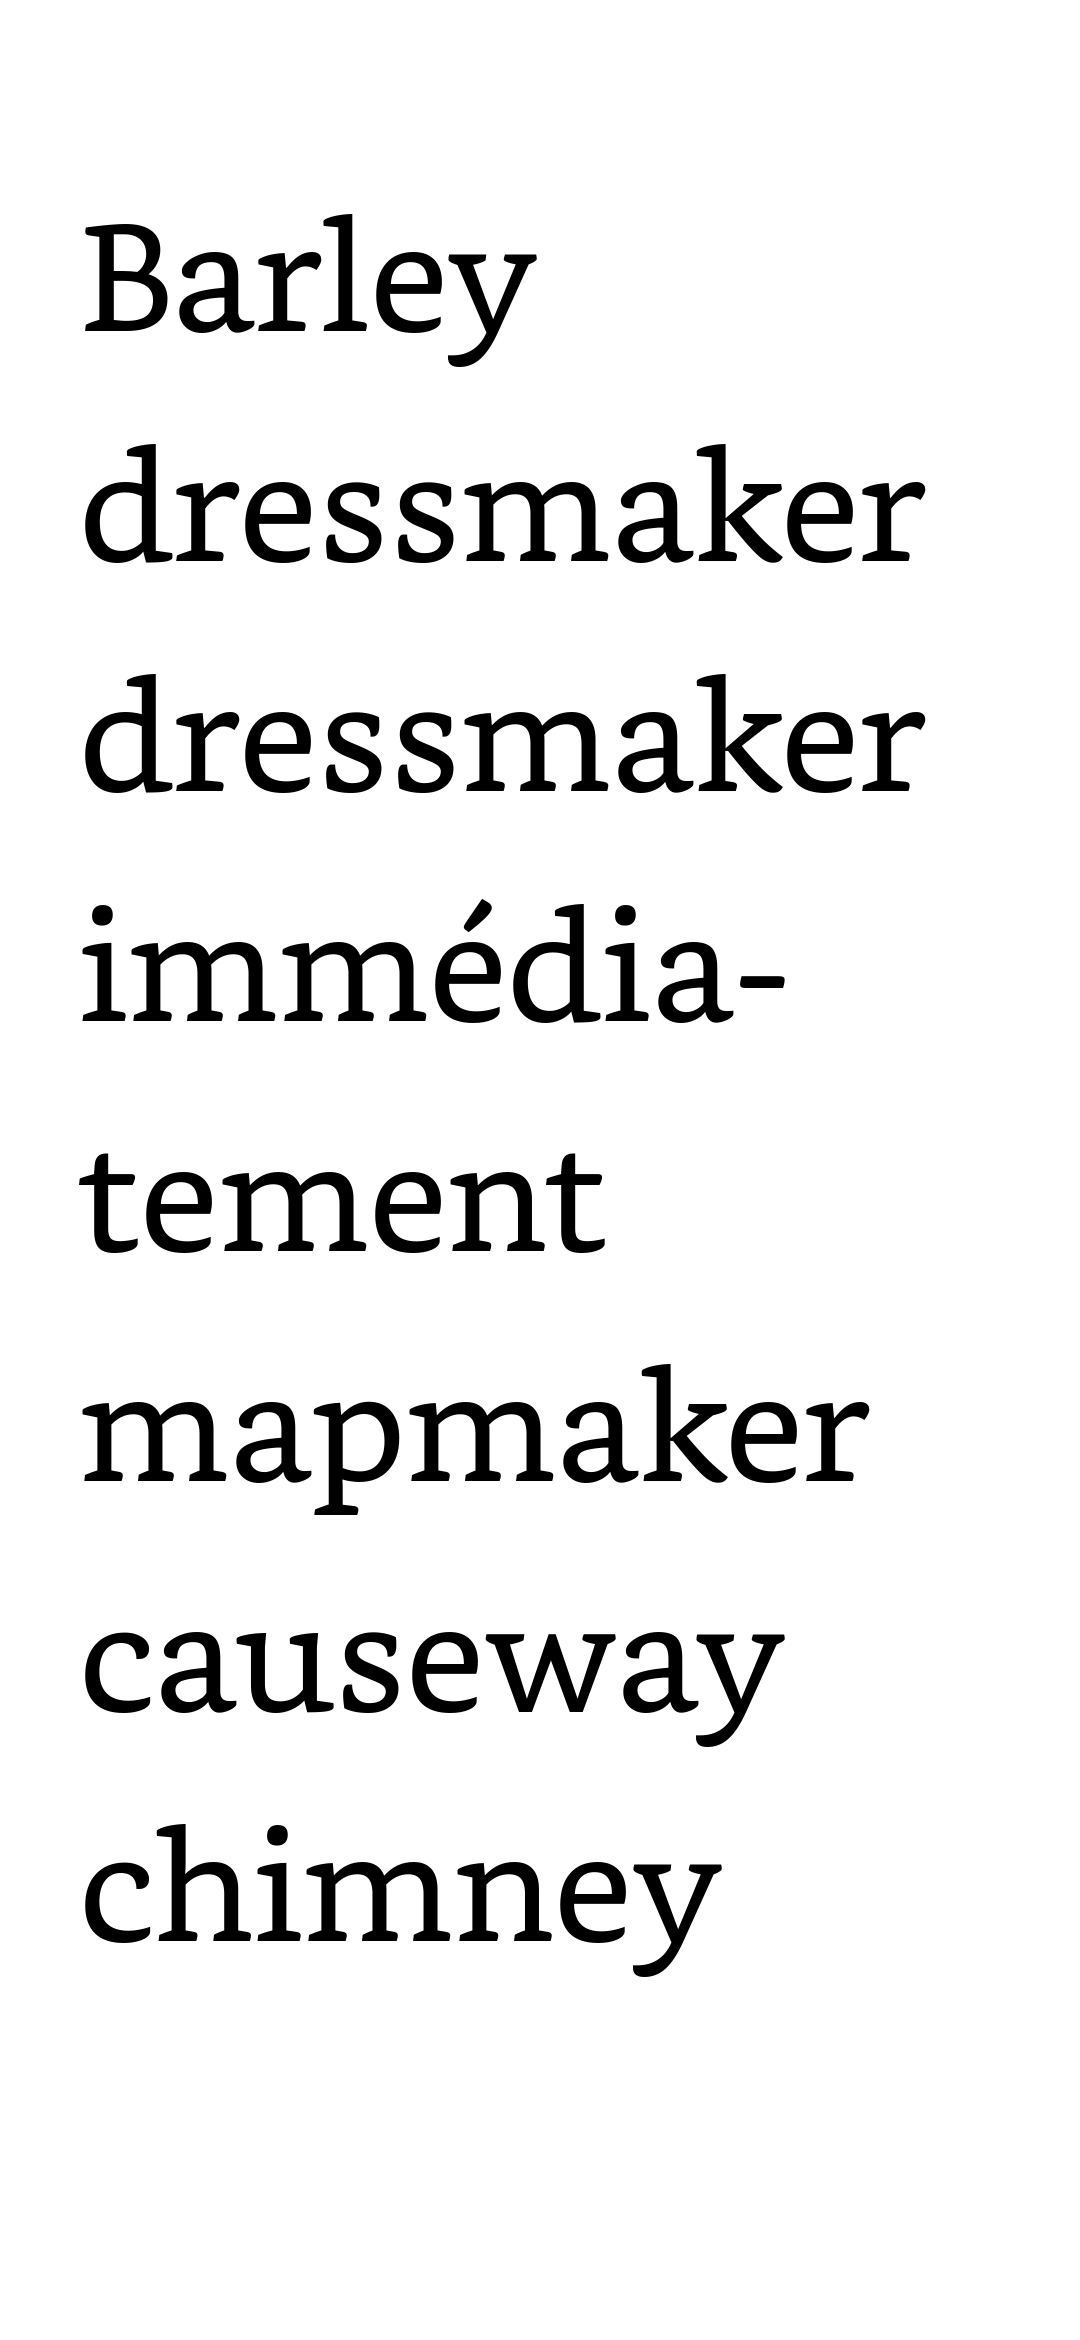 Barley
dressmaker
dressmaker
immédia-
tement
mapmaker
causeway
chimney